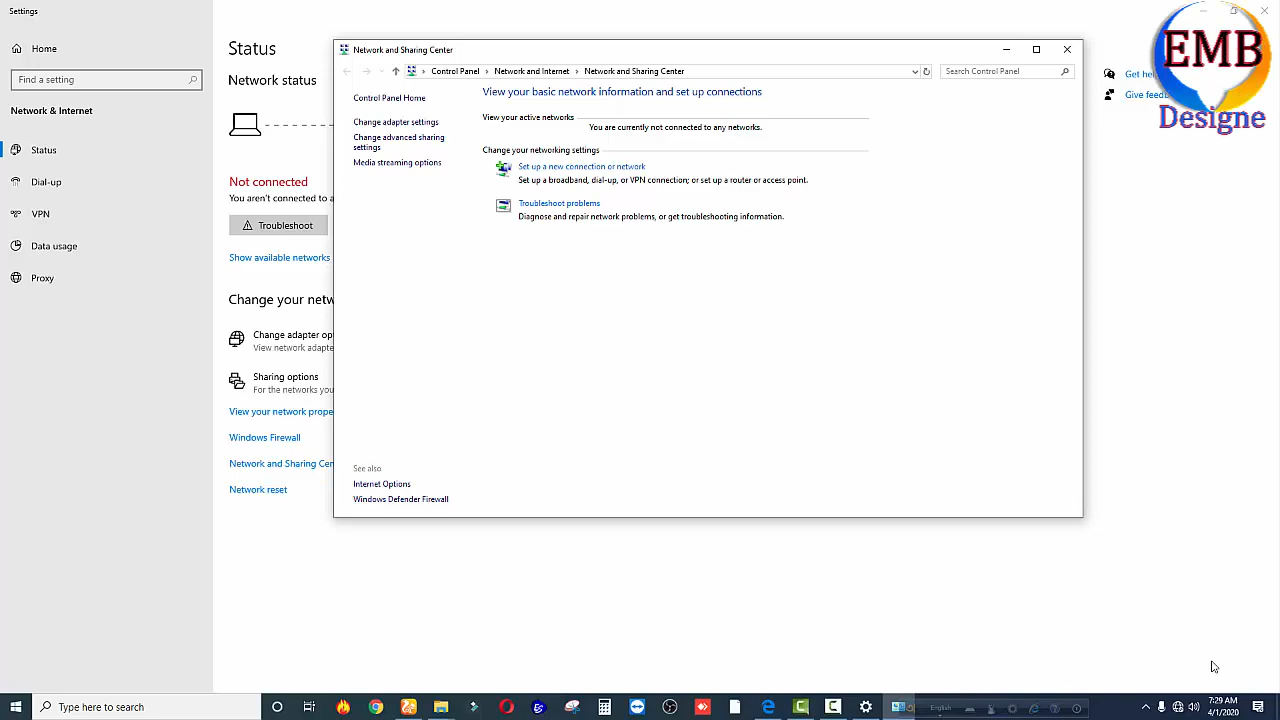 Settings
Home
Find a setting
Network & Internet
Status
Dial-up
VPN
Data usage
Proxy
Status
Network status
Not connected
You aren't connected to a
Troubleshoot
Show available networks
Change your netw
Change adapter op
View network adapte
Sharing options
For the networks you
View your network prope
Windows Firewall
Network and Sharing Cen
Network reset
Network and Sharing Center
Control Panel > Network and Internet > Network and Sharing Center
Search Control Panel
Control Panel Home
Change adapter settings
Change advanced sharing
settings
Media streaming options
View your basic network information and set up connections
View your active networks
You are currently not connected to any networks.
Change your networking settings
Set up a new connection or network
Set up a broadband, dial-up, or VPN connection; or set up a router or access point.
Troubleshoot problems
Diagnose and repair network problems, or get troubleshooting information.
See also
Internet Options
Windows Defender Firewall
Get he
Give feed
EMB
Designe
Type here to search
English
7:29 AM
4/1/2020